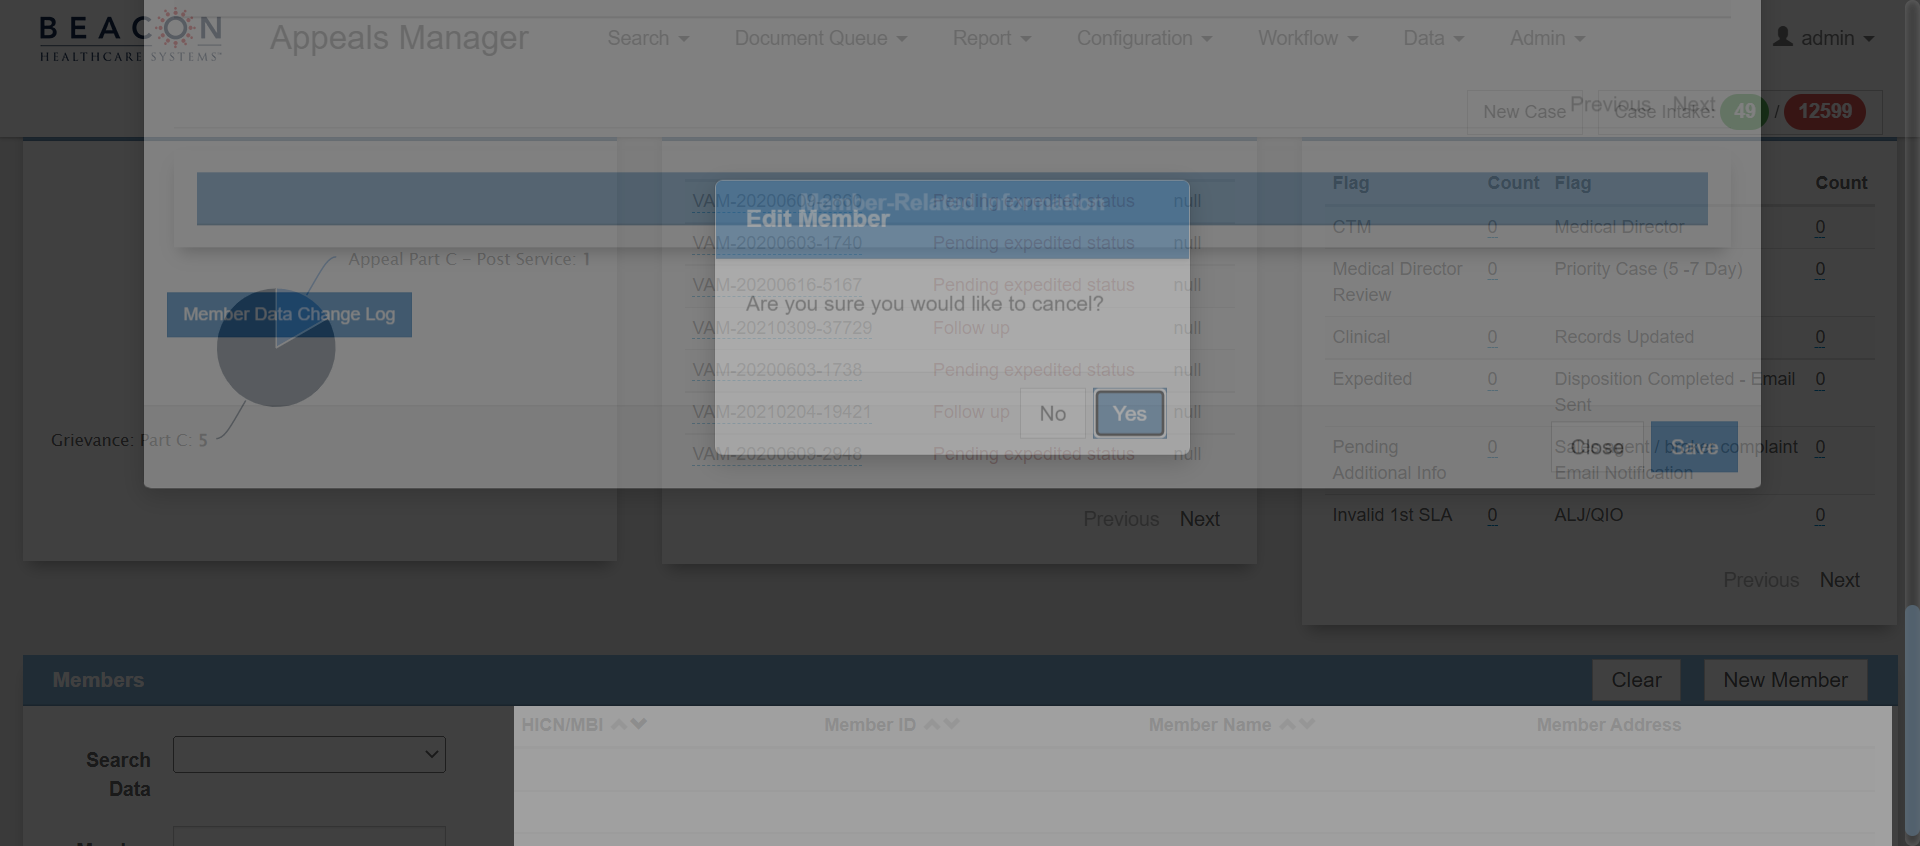 BEACON
HEALTHCARE SYSTEMS
Appeals Manager
Search
Document Queue
Report
Configuration
Workflow
Data
Admin
admin
New Case
Previous Next
Case Intake: 49 / 12599
Member-Related Information
Edit Member
Are you sure you would like to cancel?
No
Yes
Appeal Part C - Post Service: 1
Member Data Change Log
Grievance: Part C: 5
Pending expedited status null
VAM-20200603-1740 Pending expedited status null
VAM-20200616-5167 Pending expedited status null
VAM-20210309-37729 Follow up null
VAM-20200603-1738 Pending expedited status null
VAM-20210204-19421 Follow up null
VAM-20200609-2948 Pending expedited status null
Previous Next
Flag Count Flag Count
CTM 0 Medical Director 0
Medical Director Review 0 Priority Case (5 -7 Day) 0
Clinical 0 Records Updated 0
Expedited 0 Disposition Completed - Email Sent 0
Pending Additional Info 0 Sales agent / broker complaint Email Notification 0
Invalid 1st SLA 0 ALJ/QIO 0
Close
Save
Previous Next
Members
Clear
New Member
Search Data
HICN/MBI
Member ID
Member Name
Member Address